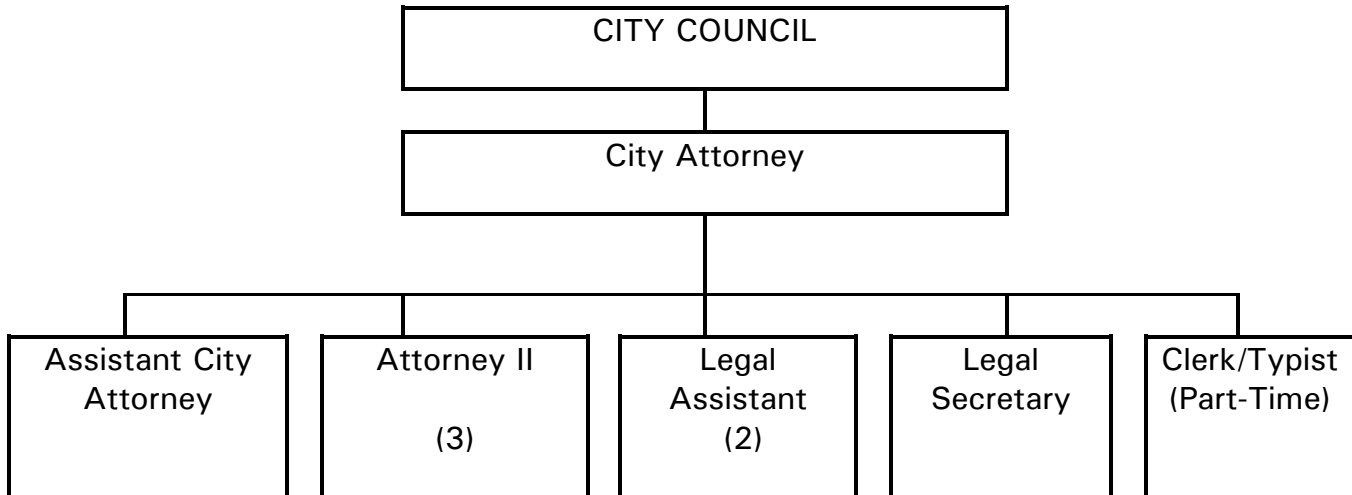 CITY COUNCIL
City Attorney
Assistant City
Attorney
Attorney II
(3)
Legal
Assistant
(2)
Legal
Secretary
Clerk/Typist
(Part-Time)